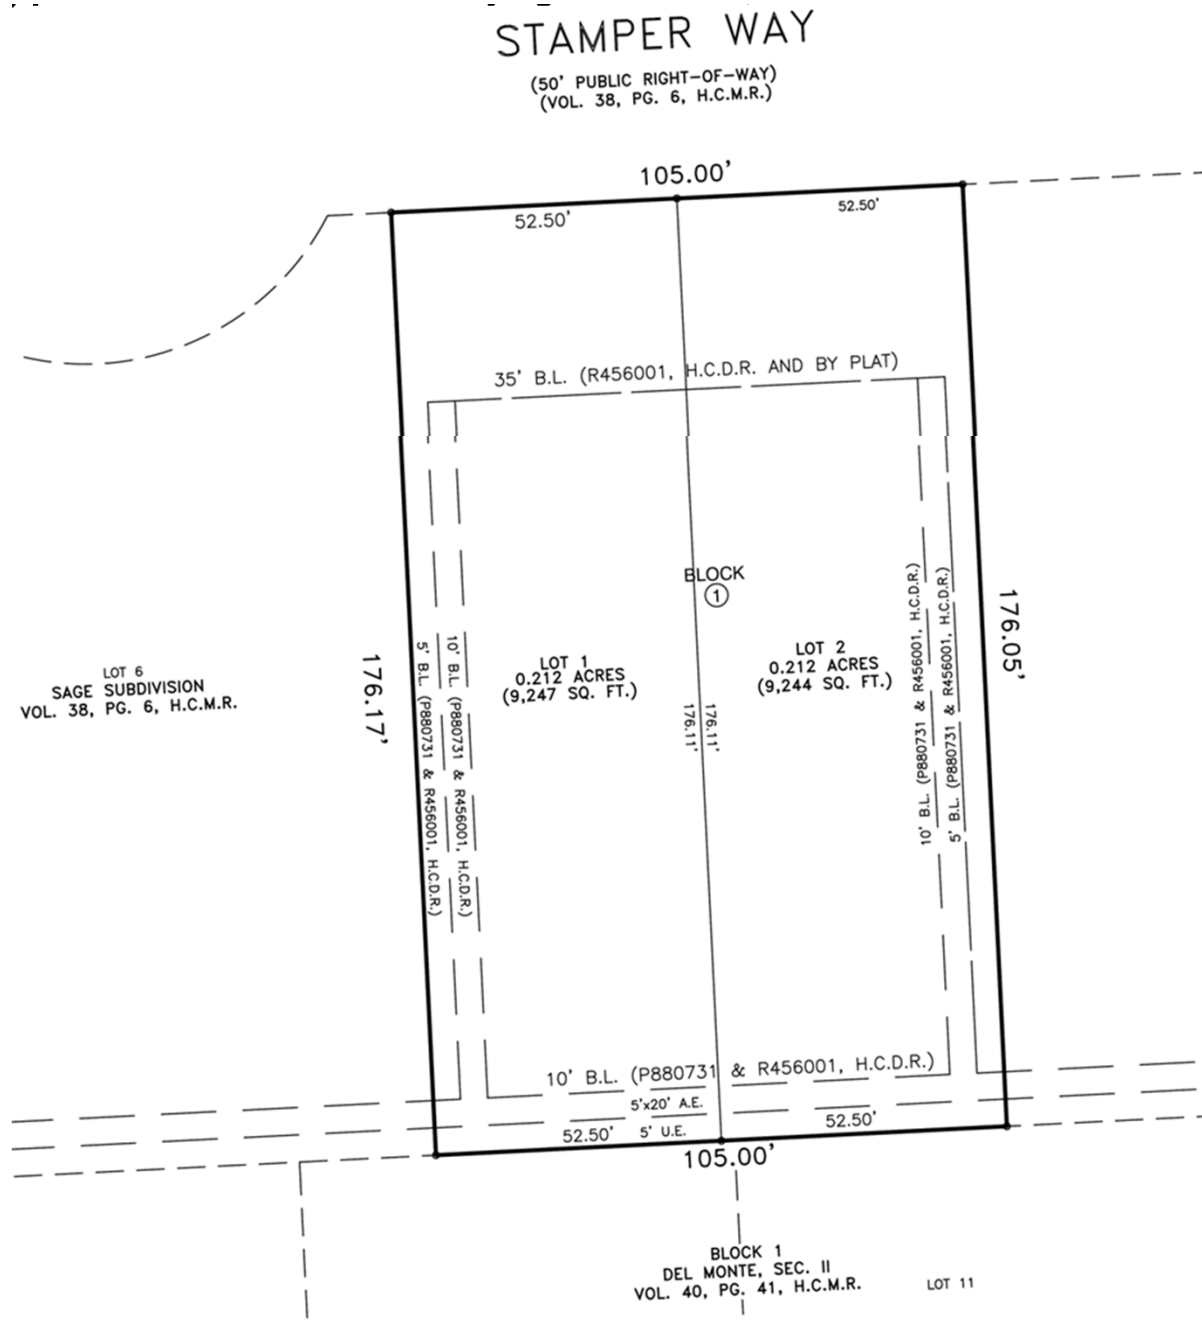 STAMPER WAY
(50' PUBLIC RIGHT-OF-WAY)
(VOL. 38, PG. 6, H.C.M.R.)
105.00'
52.50'
52.50'
35' B.L. (R456001, H.C.D.R. AND BY PLAT)
BLOCK
1
LOT 6
SAGE SUBDIVISION
VOL. 38, PG. 6, H.C.M.R.
176.17'
5' B.L. (P880731 & R456001, H.C.D.R.)
10' B.L. (P880731 & R456001, H.C.D.R.)
LOT 1
0.212 ACRES
(9,247 SQ. FT.)
176.11'
176.11'
LOT 2
0.212 ACRES
(9,244 SQ. FT.)
10' B.L. (P880731 & R456001, H.C.D.R.)
5' B.L. (P880731 & R456001, H.C.D.R.)
176.05'
10' B.L. (P880731 & R456001, H.C.D.R.)
5'x20' A.E.
52.50'
5' U.E.
52.50'
105.00'
BLOCK 1
DEL MONTE, SEC. II
VOL. 40, PG. 41, H.C.M.R.
LOT 11